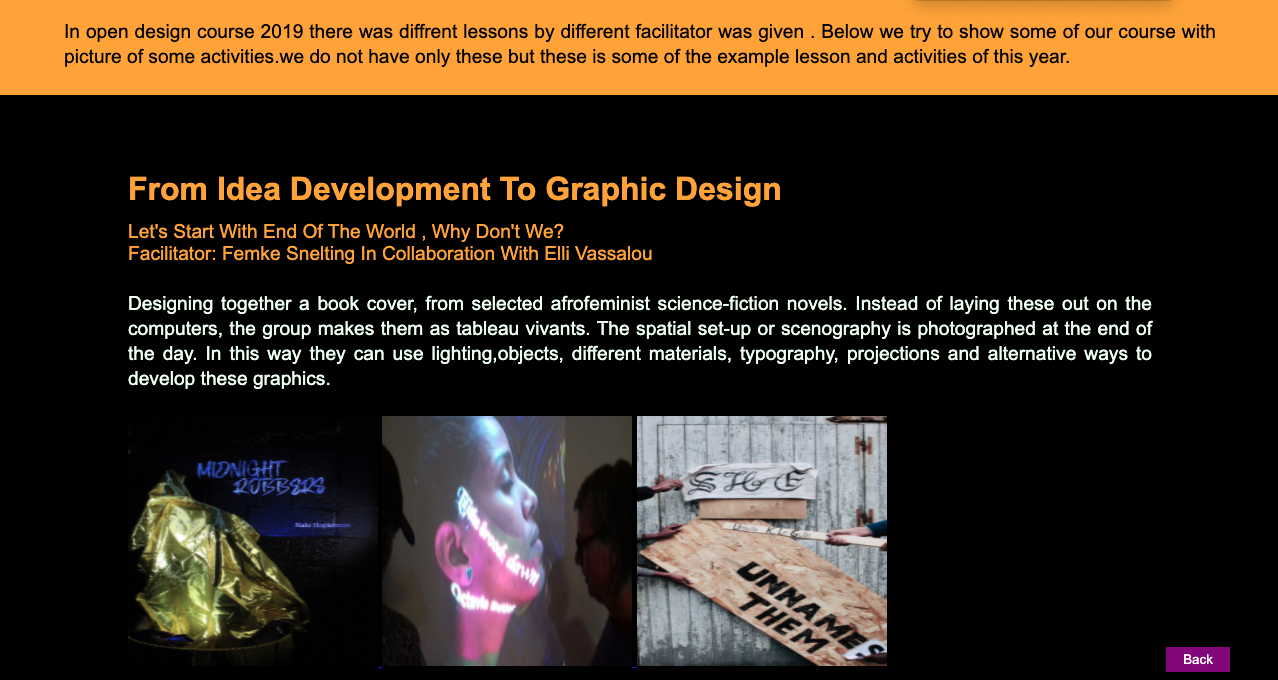 In open design course 2019 there was diffrent lessons by different facilitator was given . Below we try to show some of our course with
picture of some activities.we do not have only these but these is some of the example lesson and activities of this year.
From Idea Development To Graphic Design
Let's Start With End Of The World , Why Don't We?
Facilitator: Femke Snelting In Collaboration With Elli Vassalou
Designing together a book cover, from selected afrofeminist science-fiction novels. Instead of laying these out on the
computers, the group makes them as tableau vivants. The spatial set-up or scenography is photographed at the end of
the day. In this way they can use lighting,objects, different materials, typography, projections and alternative ways to
develop these graphics.
MIDNIGHT
ROBBERS
Nalo Hopkinson
dawn
Octavia
SHE
UNNAMES
THEM
Back